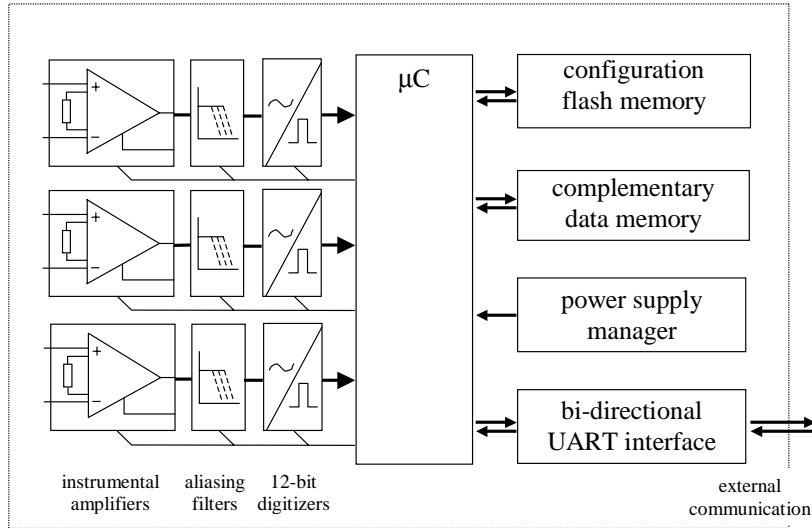 μC
configuration
flash memory
complementary
data memory
power supply
manager
bi-directional
UART interface
instrumental
amplifiers
aliasing
filters
12-bit
digitizers
external
communication